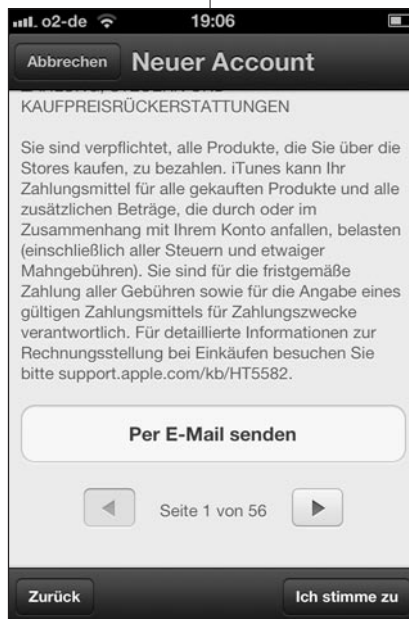 o2-de 19:06
Abbrechen Neuer Account
ZAHLUNG, STEUERN UND
KAUFPREISRÜCKERSTATTUNGEN
Sie sind verpflichtet, alle Produkte, die Sie über die
Stores kaufen, zu bezahlen. iTunes kann Ihr
Zahlungsmittel für alle gekauften Produkte und alle
zusätzlichen Beträge, die durch oder im
Zusammenhang mit Ihrem Konto anfallen, belasten
(einschließlich aller Steuern und etwaiger
Mahngebühren). Sie sind für die fristgemäße
Zahlung aller Gebühren sowie für die Angabe eines
gültigen Zahlungsmittels für Zahlungszwecke
verantwortlich. Für detaillierte Informationen zur
Rechnungsstellung bei Einkäufen besuchen Sie
bitte support.apple.com/kb/HT5582.
Per E-Mail senden
Seite 1 von 56
Zurück Ich stimme zu